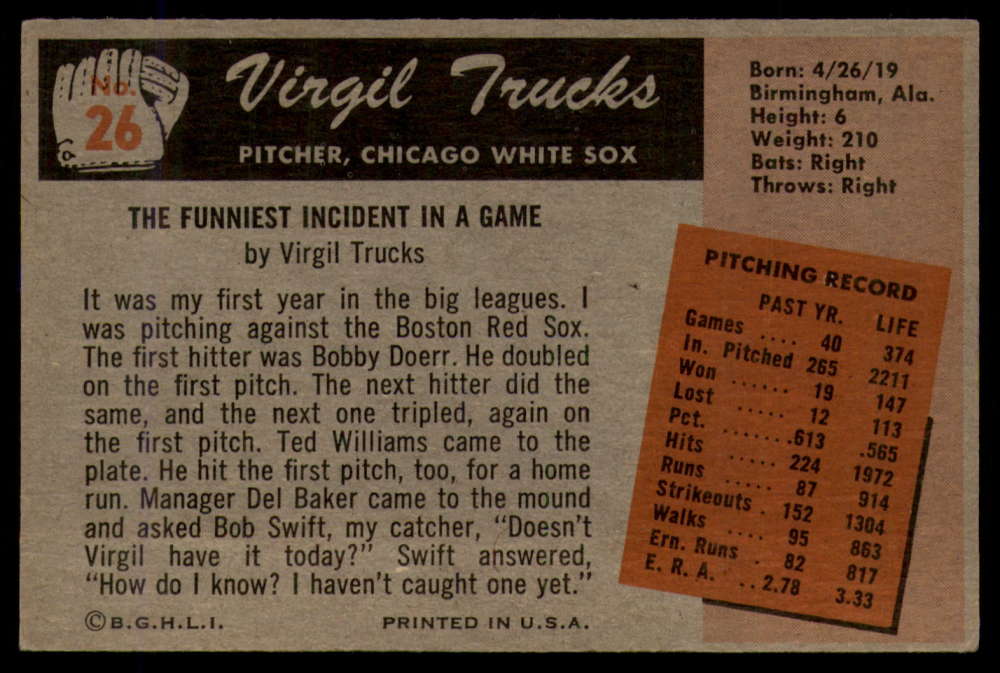 No.
26
Virgil Trucks
PITCHER, CHICAGO WHITE SOX
Born: 4/26/19
Birmingham, Ala.
Height: 6
Weight: 210
Bats: Right
Throws: Right
THE FUNNIEST INCIDENT IN A GAME
by Virgil Trucks
It was my first year in the big leagues. I
was pitching against the Boston Red Sox.
The first hitter was Bobby Doerr. He doubled
on the first pitch. The next hitter did the
same, and the next one tripled, again on
the first pitch. Ted Williams came to the
plate. He hit the first pitch, too, for a home
run. Manager Del Baker came to the mound
and asked Bob Swift, my catcher, "Doesn't
Virgil have it today?" Swift answered,
"How do I know? I haven't caught one yet."
PITCHING RECORD
PAST YR. LIFE
Games .... 40 374
In. Pitched 265 2211
Won ...... 19 147
Lost ..... 12 113
Pct. .......613 .565
Hits ..... 224 1972
Runs ..... 87 914
Strikeouts . 152 1304
Walks .... 95 863
Ern. Runs . 82 817
E. R. A. ...2.78 3.33
©B.G.H.L.I. PRINTED IN U.S.A.